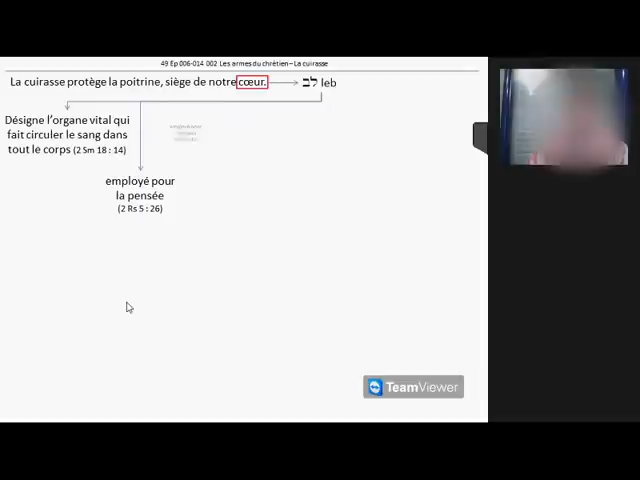 49 Ep 006-014 002 Les armes du chrétien – La cuirasse
La cuirasse protège la poitrine, siège de notre cœur. לב leb
Désigne l'organe vital qui
fait circuler le sang dans
tout le corps (2 Sm 18 : 14)
employé pour
la pensée
(2 Rs 5 : 26)
TeamViewer